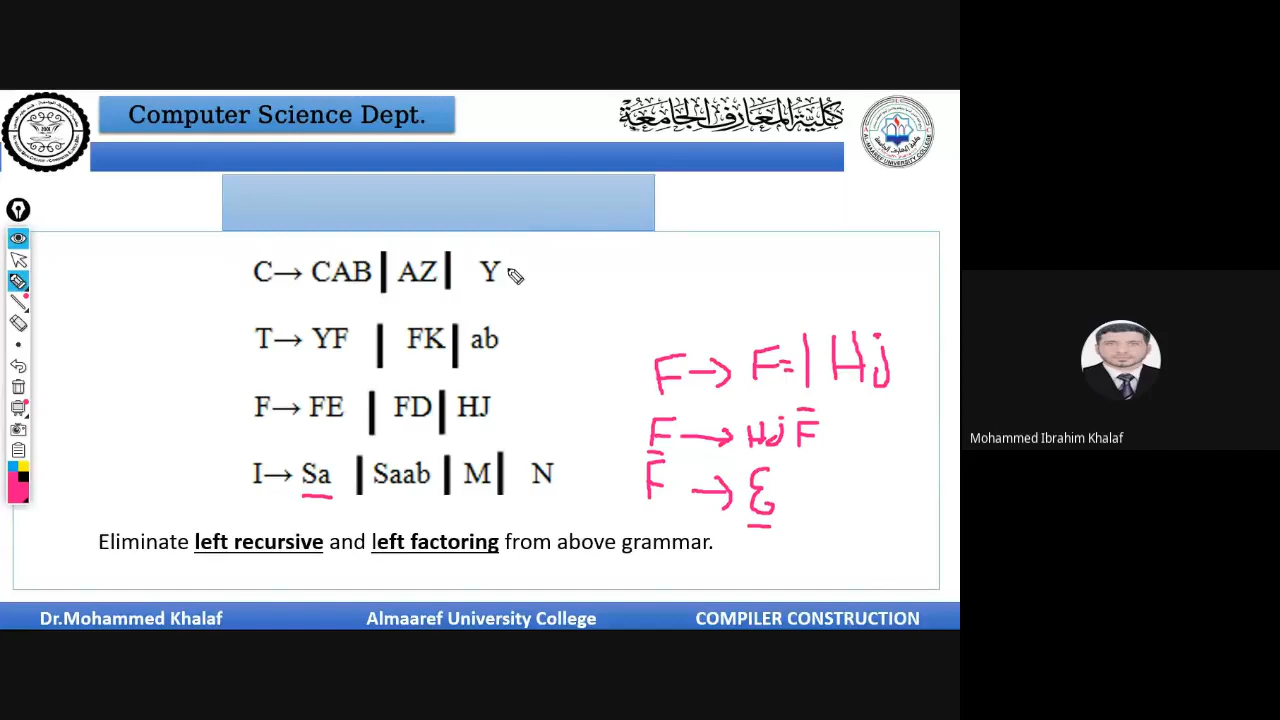 Computer Science Dept.
كلية المعارف الجامعة
C→ CAB | AZ | Y
T→ YF | FK | ab
F→ FE | FD | HJ
I→ Sa | Saab | M | N
F → F= | Hj
F → Hj F̅
F̅ → ε
Eliminate left recursive and left factoring from above grammar.
Dr.Mohammed Khalaf Almaaref University College COMPILER CONSTRUCTION
Mohammed Ibrahim Khalaf